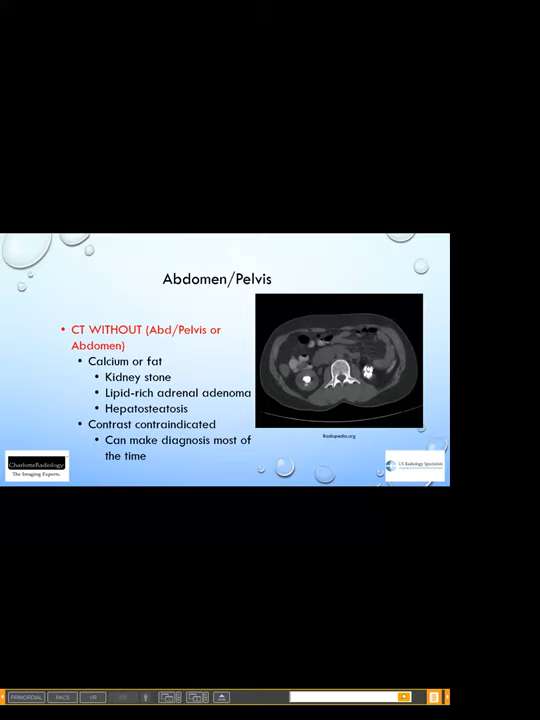 Abdomen/Pelvis
• CT WITHOUT (Abd/Pelvis or
Abdomen)
• Calcium or fat
• Kidney stone
• Lipid-rich adrenal adenoma
• Hepatosteatosis
• Contrast contraindicated
• Can make diagnosis most of
the time
Radiopedia.org
CharlotteRadiology
The Imaging Experts.
US Radiology Specialists
PRIMORDIAL
PACS
VR